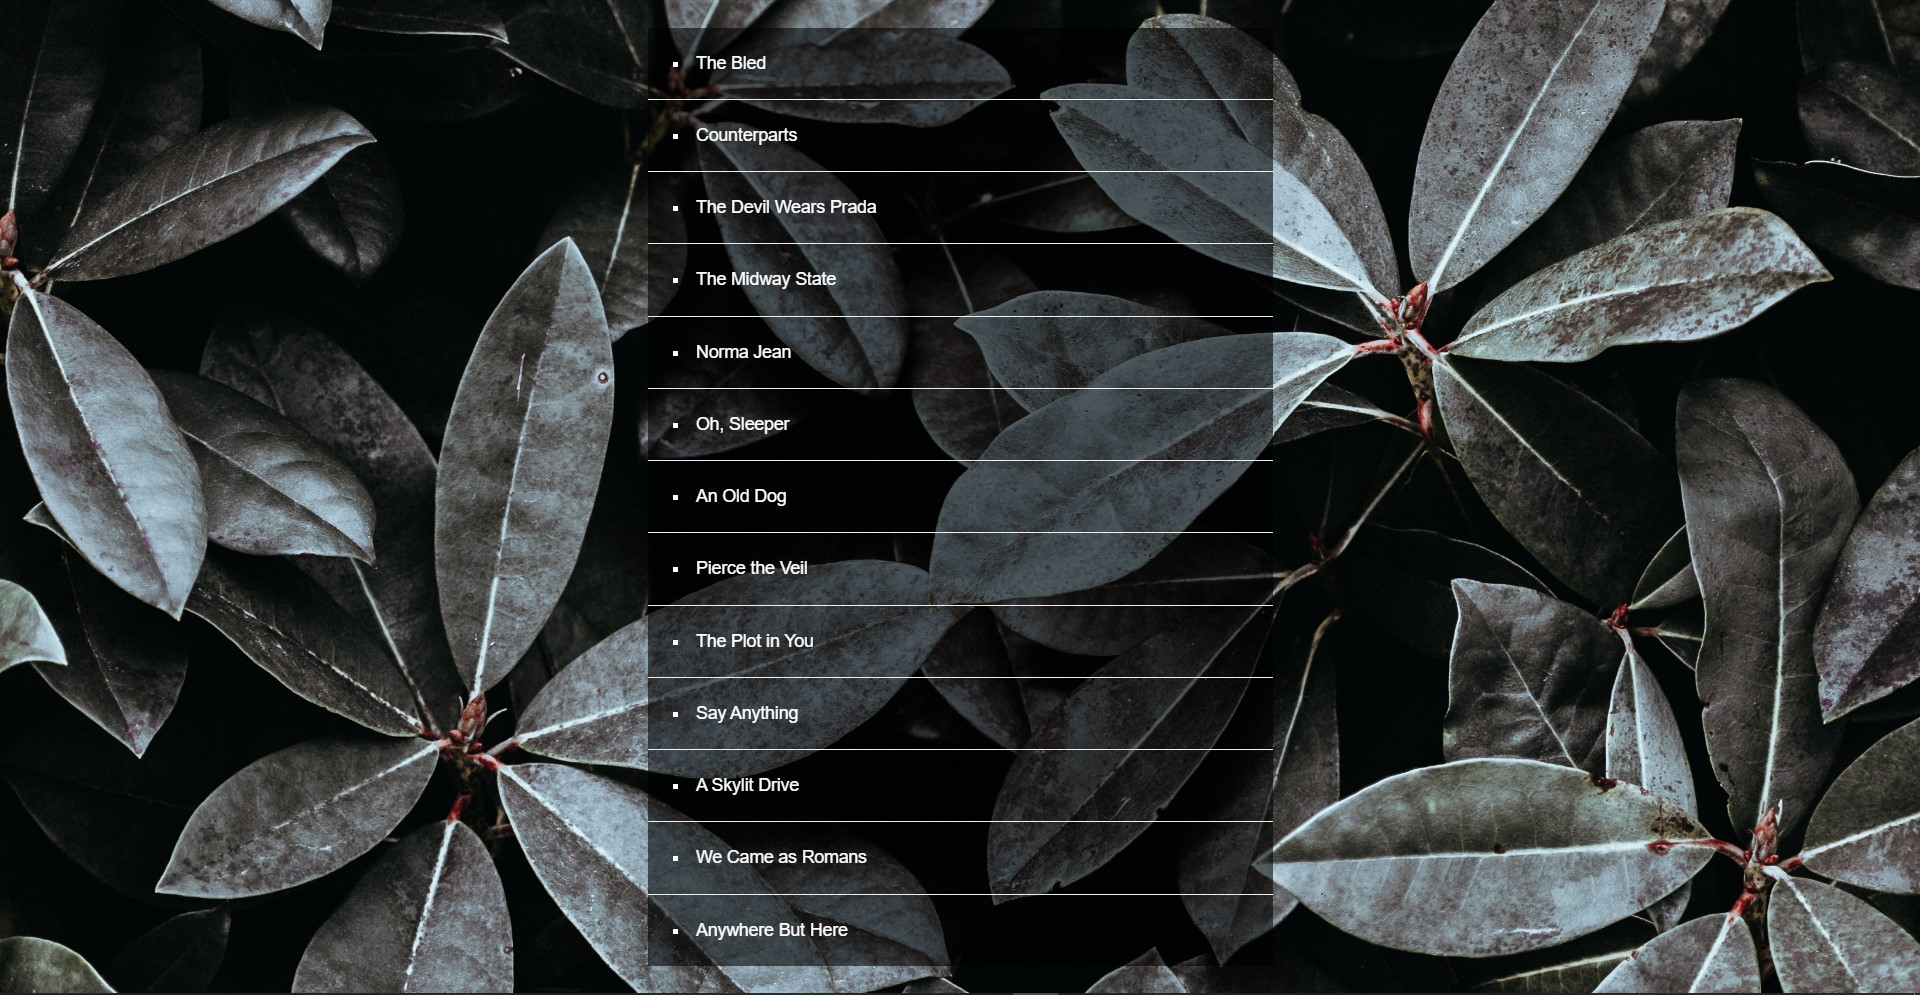 The Bled
Counterparts
The Devil Wears Prada
The Midway State
Norma Jean
Oh, Sleeper
An Old Dog
Pierce the Veil
The Plot in You
Say Anything
A Skylit Drive
We Came as Romans
Anywhere But Here